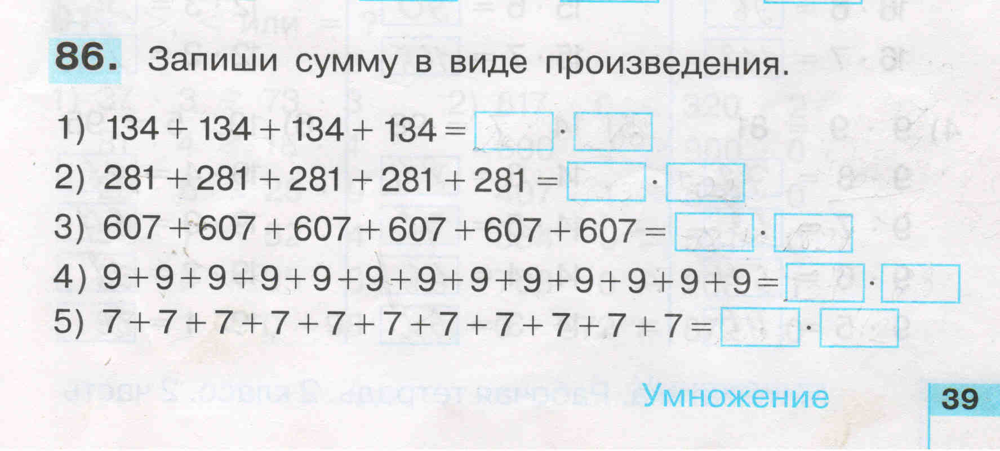 86. Запиши сумму в виде произведения.
1) 134 + 134 + 134 + 134 = ·
2) 281 + 281 + 281 + 281 + 281 = ·
3) 607 + 607 + 607 + 607 + 607 + 607 = ·
4) 9 + 9 + 9 + 9 + 9 + 9 + 9 + 9 + 9 + 9 + 9 + 9 + 9 = ·
5) 7 + 7 + 7 + 7 + 7 + 7 + 7 + 7 + 7 + 7 + 7 = ·
Умножение 39